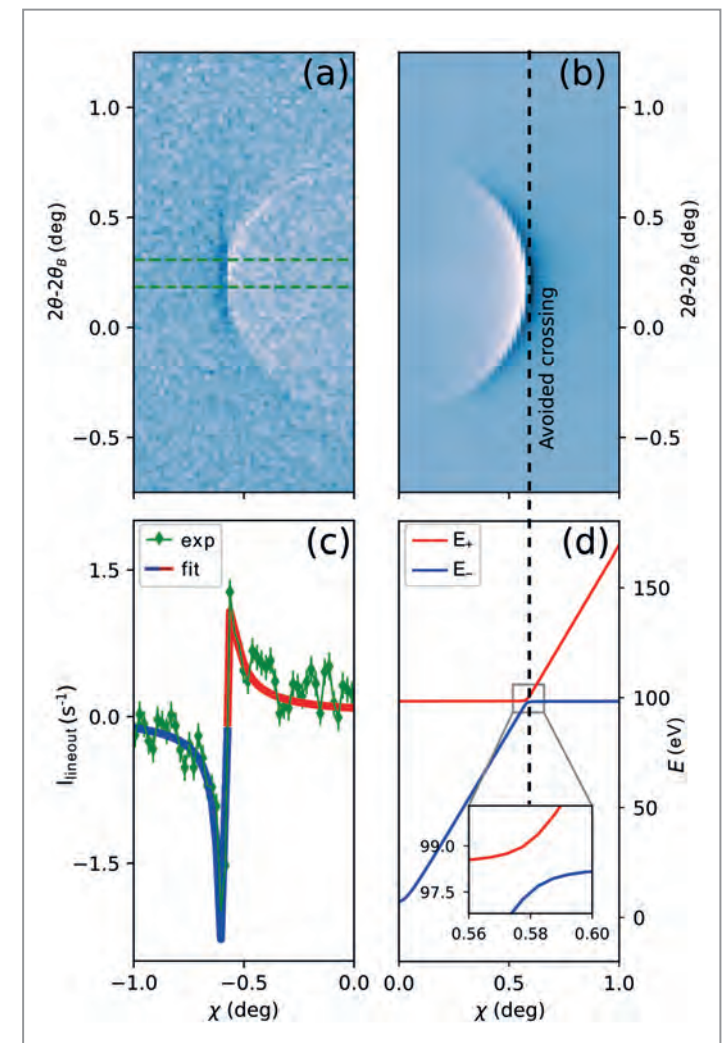 (a)
(b)
1.0
0.5
0.0
−0.5
2θ-2θB (deg)
1.0
0.5
0.0
−0.5
2θ-2θB (deg)
Avoided crossing
(c)
exp
fit
1.5
0.0
−1.5
Ilineout (s⁻¹)
−1.0
−0.5
0.0
χ (deg)
(d)
E₊
E₋
150
100
50
0
E (eV)
99.0
97.5
0.56
0.58
0.60
0.0
0.5
1.0
χ (deg)